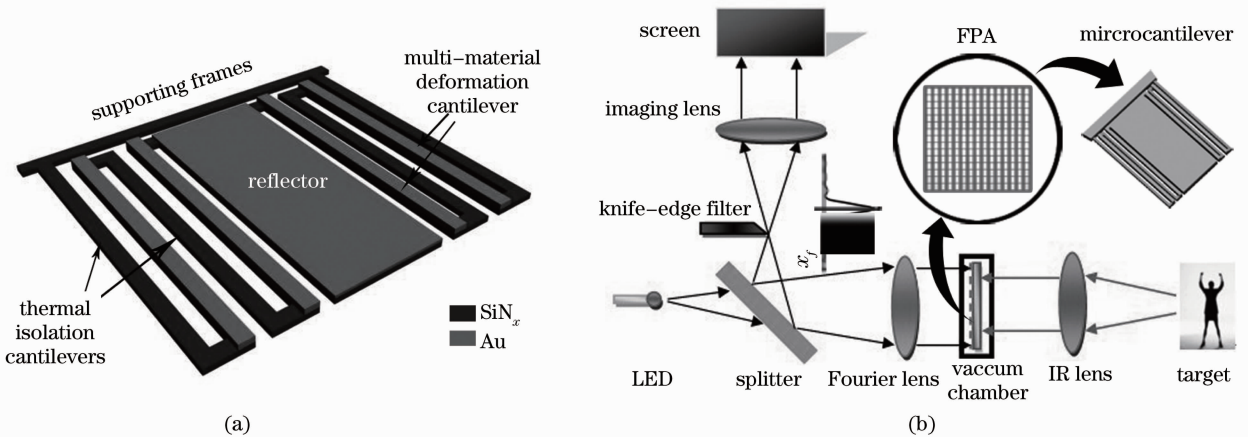 supporting frames
multi-material
deformation cantilever
reflector
thermal
isolation
cantilevers
SiNx
Au
(a)
screen
FPA
mircrocantilever
imaging lens
knife-edge filter
xf
LED
splitter
Fourier lens
vaccum
chamber
IR lens
target
(b)